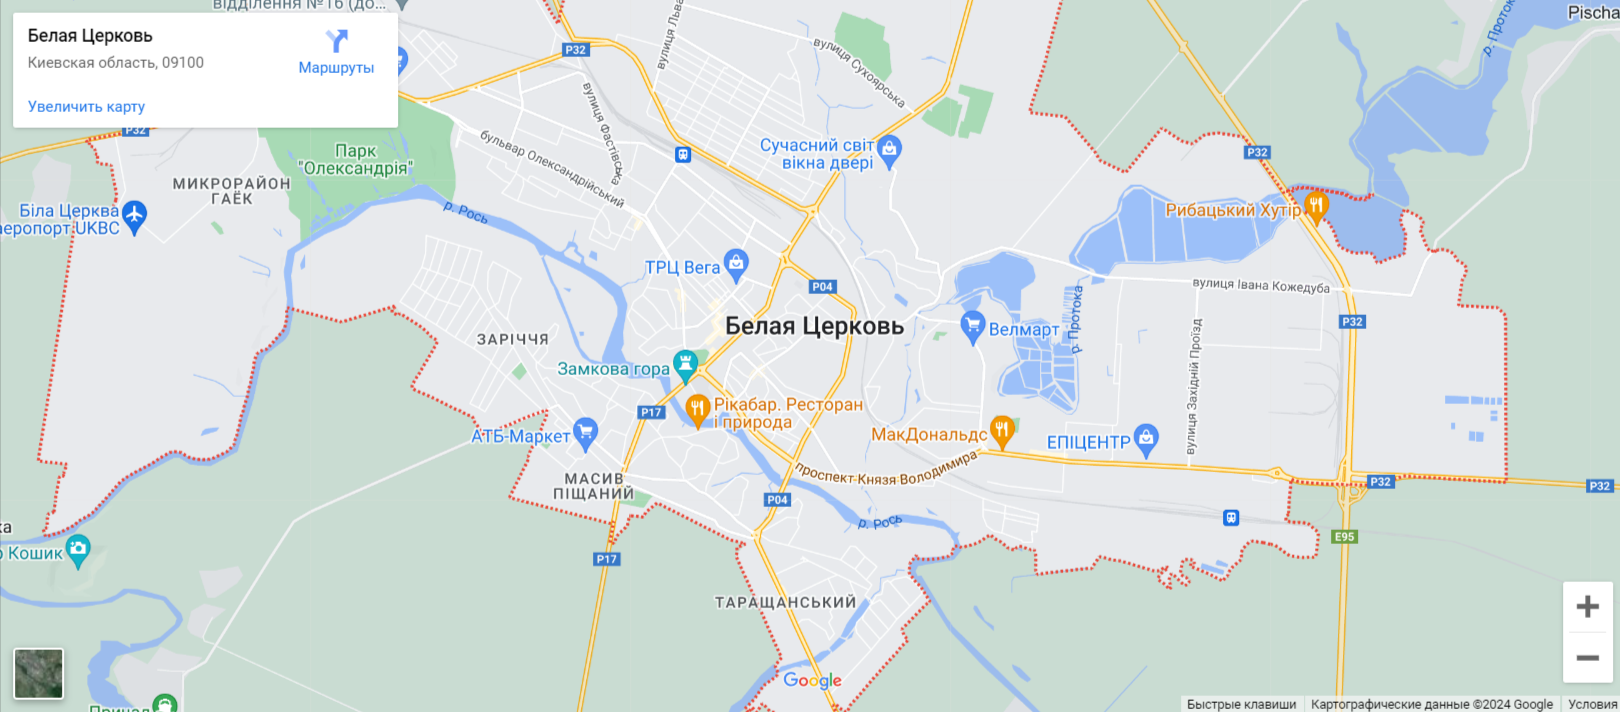 відділення №16 (до...
Белая Церковь
Киевская область, 09100
Маршруты
Увеличить карту
P32
P32
вулиця Льва
вулиця Сухоярська
вулиця Фастівська
бульвар Олександрійський
Pischa
р. Протока
P32
Парк
"Олександрія"
МИКРОРАЙОН
ГАЁК
Сучасний світ
вікна двері
Біла Церква
аеропорт UKBC
р. Рось
Рибацький Хутір
ТРЦ Вега
P04
вулиця Івана Кожедуба
P32
Белая Церковь
Велмарт
р. Протока
вулиця Західній Проїзд
ЗАРІЧЧЯ
Замкова гора
P17
Рікабар. Ресторан
і природа
АТБ-Маркет
МакДональдс
ЕПІЦЕНТР
проспект Князя Володимира
МАСИВ
ПІЩАНИЙ
P04
P32
P32
р. Рось
E95
Кошик
P17
ТАРАЩАНСЬКИЙ
Google
Причал
Быстрые клавиши
Картографические данные ©2024 Google
Условия